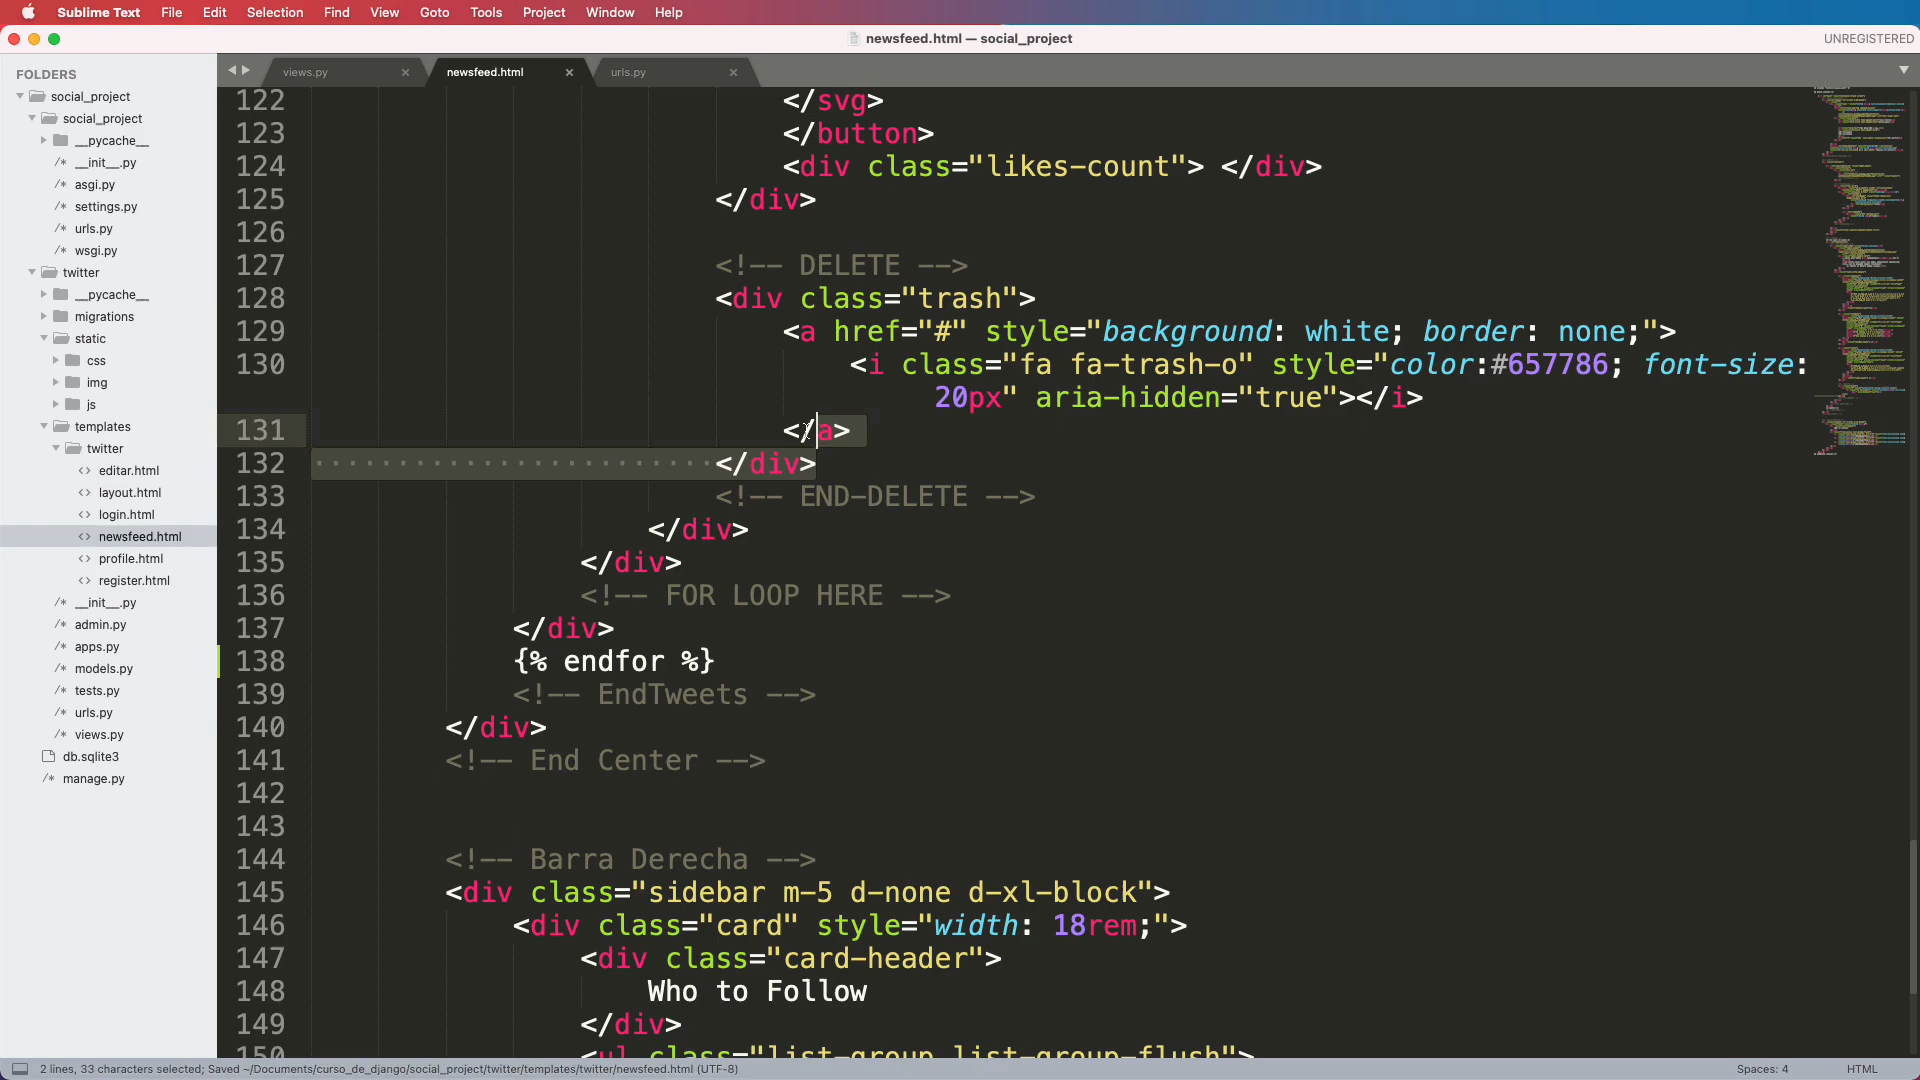 Sublime Text File Edit Selection Find View Goto Tools Project Window Help
newsfeed.html — social_project
UNREGISTERED
FOLDERS
social_project
social_project
__pycache__
__init__.py
asgi.py
settings.py
urls.py
wsgi.py
twitter
__pycache__
migrations
static
css
img
js
templates
twitter
editar.html
layout.html
login.html
newsfeed.html
profile.html
register.html
__init__.py
admin.py
apps.py
models.py
tests.py
urls.py
views.py
db.sqlite3
manage.py
views.py newsfeed.html urls.py
122 </svg>
123 </button>
124 <div class="likes-count"> </div>
125 </div>
126
127 <!-- DELETE -->
128 <div class="trash">
129 <a href="#" style="background: white; border: none;">
130 <i class="fa fa-trash-o" style="color:#657786; font-size:
20px" aria-hidden="true"></i>
131 </a>
132 </div>
133 <!-- END-DELETE -->
134 </div>
135 </div>
136 <!-- FOR LOOP HERE -->
137 </div>
138 {% endfor %}
139 <!-- EndTweets -->
140 </div>
141 <!-- End Center -->
142
143
144 <!-- Barra Derecha -->
145 <div class="sidebar m-5 d-none d-xl-block">
146 <div class="card" style="width: 18rem;">
147 <div class="card-header">
148 Who to Follow
149 </div>
150 <ul class="list-group list-group-flush">
2 lines, 33 characters selected; Saved ~/Documents/curso_de_django/social_project/twitter/templates/twitter/newsfeed.html (UTF-8)
Spaces: 4
HTML